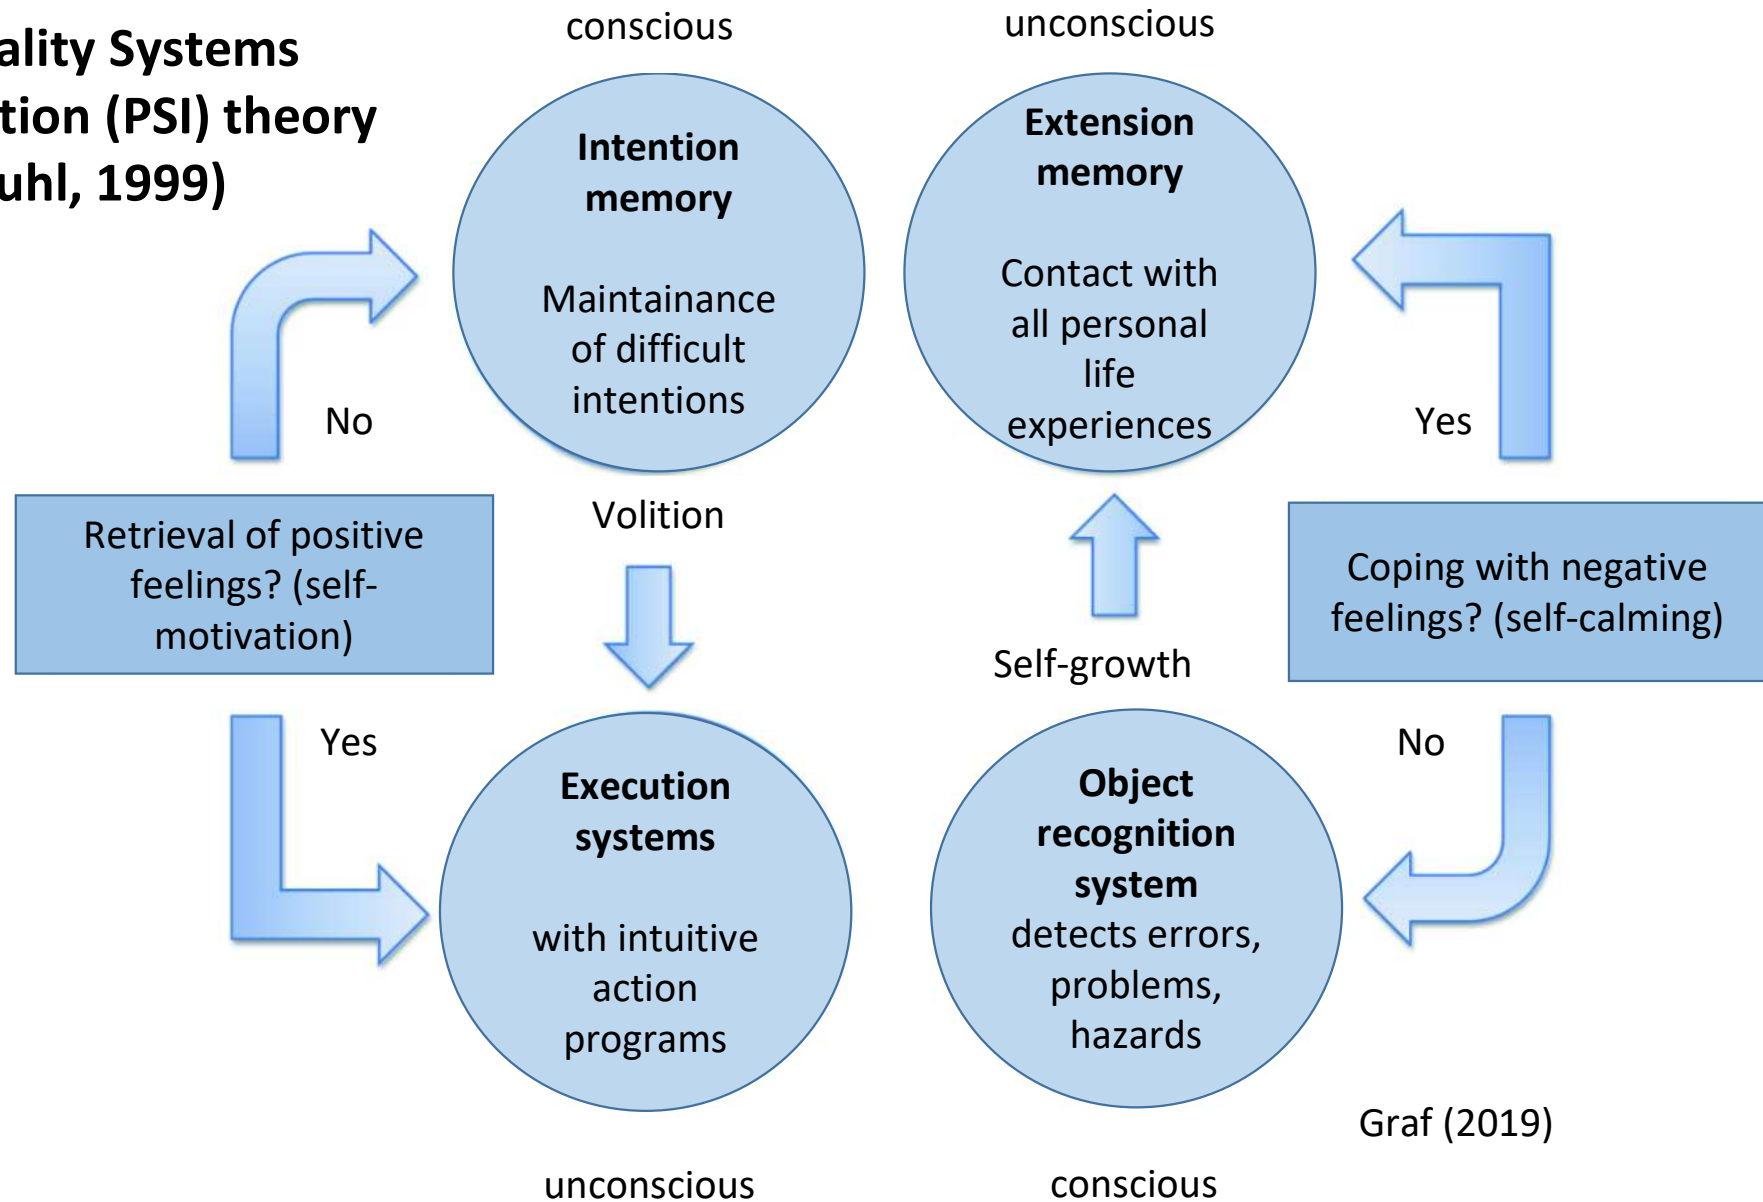 ality Systems
tion (PSI) theory
uhl, 1999)
conscious
unconscious
Intention
memory
Maintainance
of difficult
intentions
Extension
memory
Contact with
all personal
life
experiences
No
Yes
Retrieval of positive
feelings? (self-
motivation)
Volition
Self-growth
Coping with negative
feelings? (self-calming)
Yes
No
Execution
systems
with intuitive
action
programs
Object
recognition
system
detects errors,
problems,
hazards
Graf (2019)
unconscious
conscious